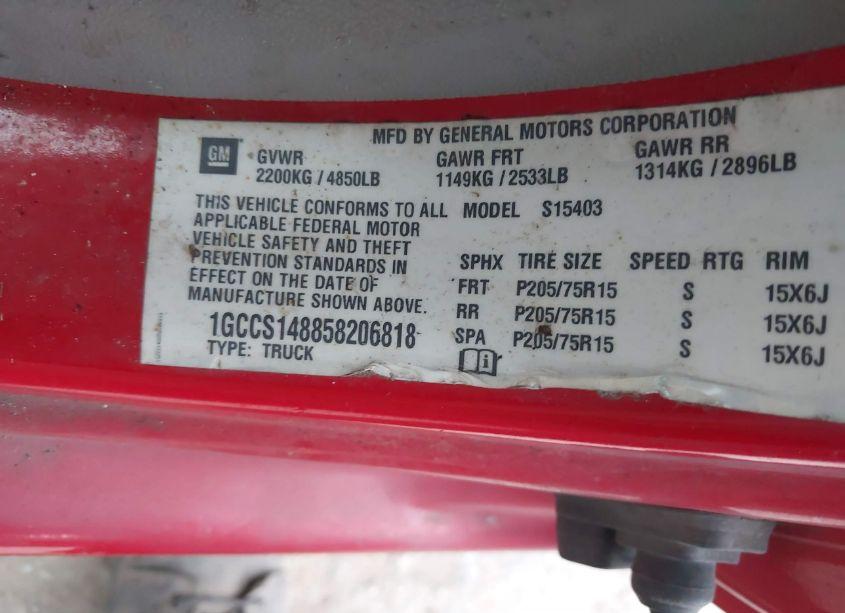 MFD BY GENERAL MOTORS CORPORATION
GM GVWR GAWR FRT GAWR RR
2200KG / 4850LB 1149KG / 2533LB 1314KG / 2896LB
THIS VEHICLE CONFORMS TO ALL MODEL S15403
APPLICABLE FEDERAL MOTOR
VEHICLE SAFETY AND THEFT
PREVENTION STANDARDS IN
EFFECT ON THE DATE OF
MANUFACTURE SHOWN ABOVE.
1GCCS148858206818
TYPE: TRUCK
SPHX TIRE SIZE SPEED RTG RIM
FRT P205/75R15 S 15X6J
RR P205/75R15 S 15X6J
SPA P205/75R15 S 15X6J